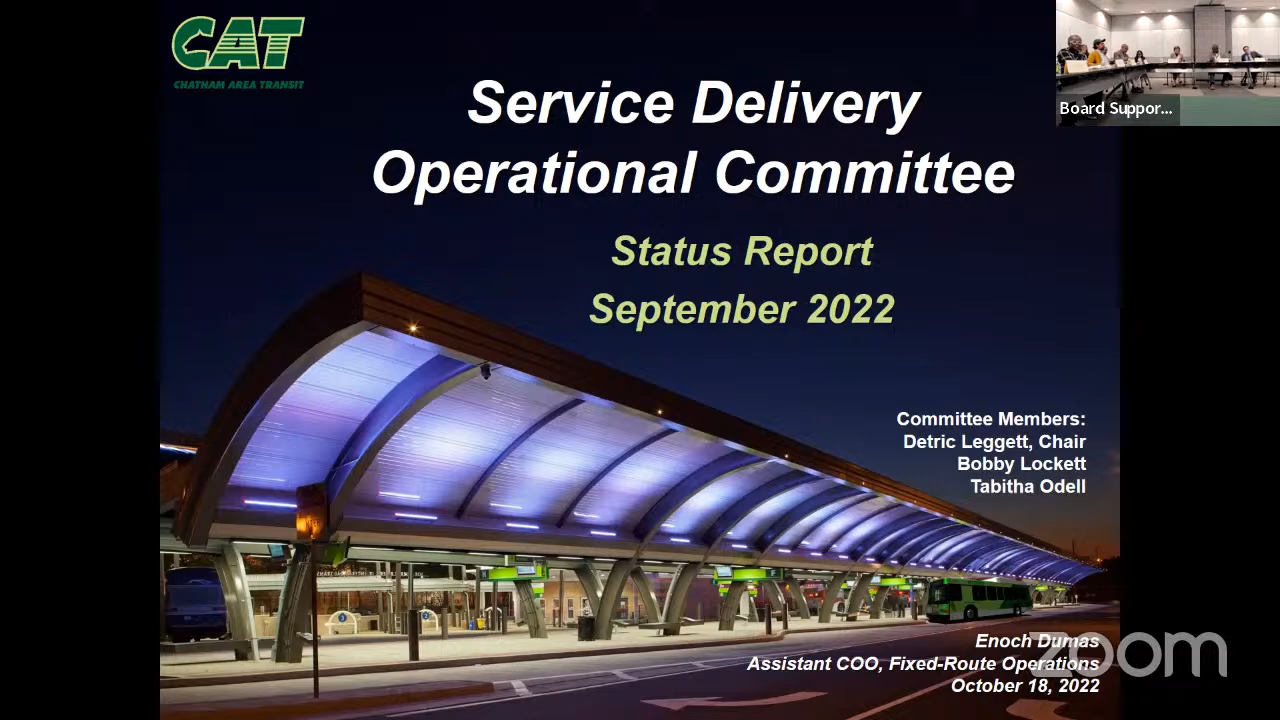 CAT
CHATHAM AREA TRANSIT
Board Suppor...
Service Delivery
Operational Committee
Status Report
September 2022
Committee Members:
Detric Leggett, Chair
Bobby Lockett
Tabitha Odell
Enoch Dumas
Assistant COO, Fixed-Route Operations
October 18, 2022
zoom